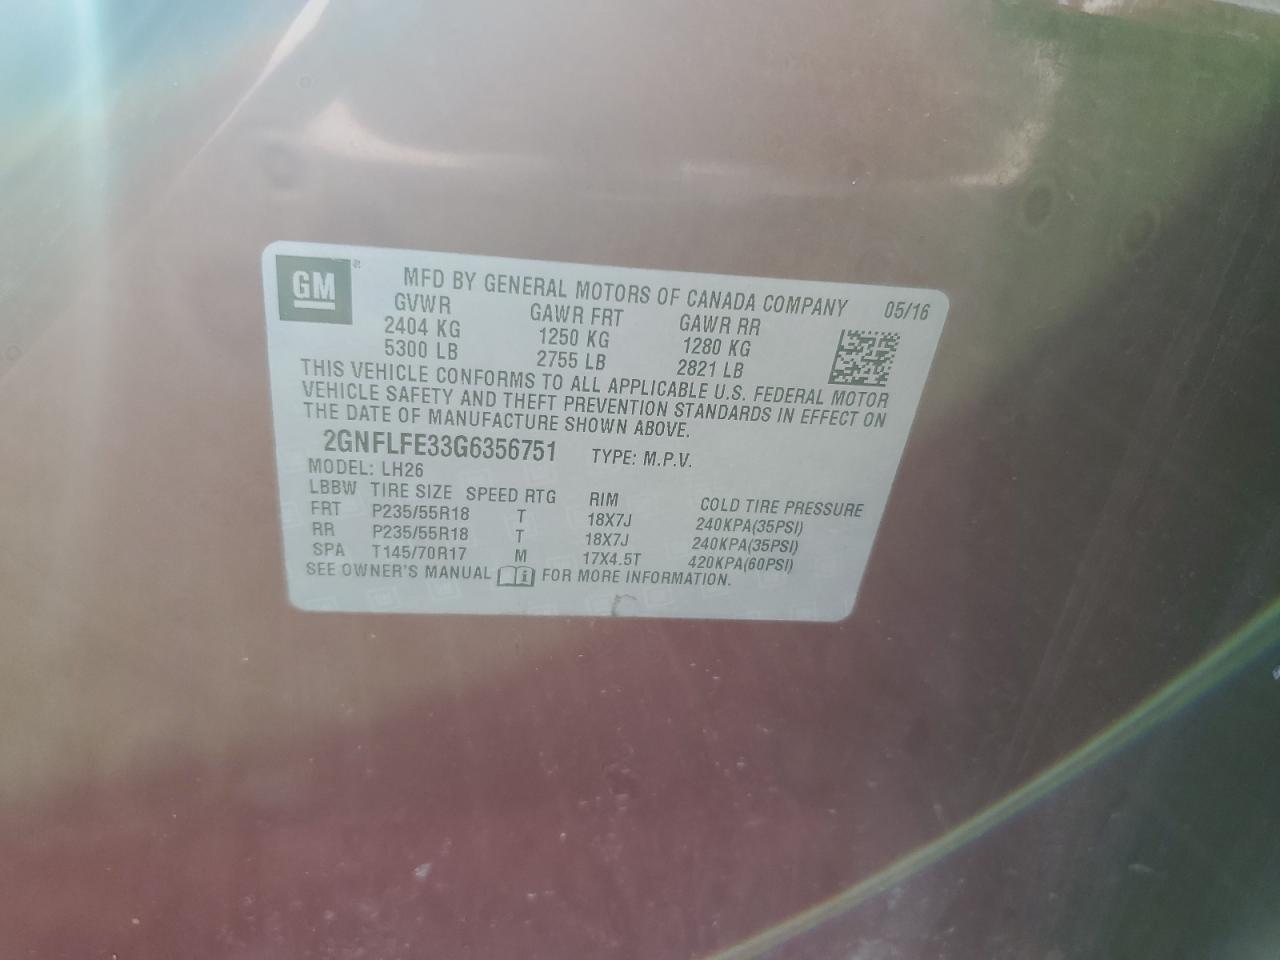 GM
MFD BY GENERAL MOTORS OF CANADA COMPANY 05/16
GVWR GAWR FRT GAWR RR
2404 KG 1250 KG 1280 KG
5300 LB 2755 LB 2821 LB
THIS VEHICLE CONFORMS TO ALL APPLICABLE U.S. FEDERAL MOTOR
VEHICLE SAFETY AND THEFT PREVENTION STANDARDS IN EFFECT ON
THE DATE OF MANUFACTURE SHOWN ABOVE.
2GNFLFE33G6356751 TYPE: M.P.V.
MODEL: LH26
LBBW TIRE SIZE SPEED RTG RIM COLD TIRE PRESSURE
FRT P235/55R18 T 18X7J 240KPA(35PSI)
RR P235/55R18 T 18X7J 240KPA(35PSI)
SPA T145/70R17 M 17X4.5T 420KPA(60PSI)
SEE OWNER'S MANUAL i FOR MORE INFORMATION.